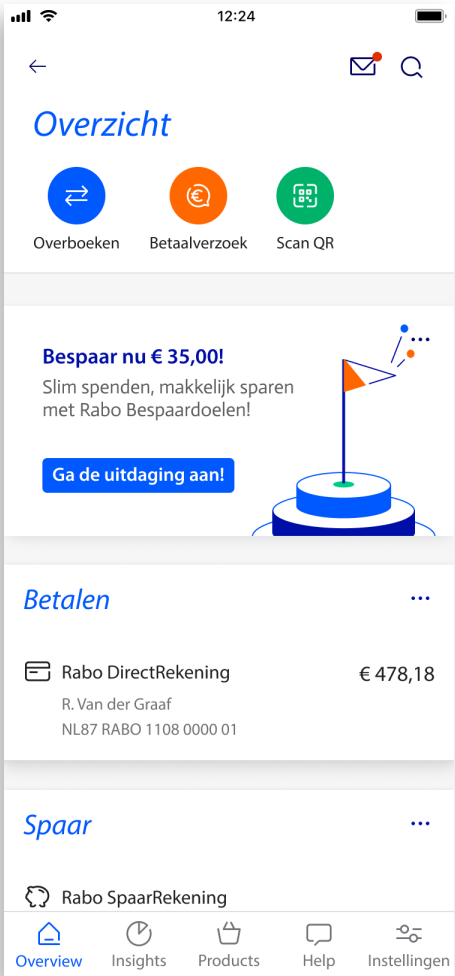 12:24
Overzicht
Overboeken
Betaalverzoek
Scan QR
Bespaar nu € 35,00!
Slim spenden, makkelijk sparen
met Rabo Bespaardoelen!
Ga de uitdaging aan!
Betalen
Rabo DirectRekening € 478,18
R. Van der Graaf
NL87 RABO 1108 0000 01
Spaar
Rabo SpaarRekening
Overview
Insights
Products
Help
Instellingen